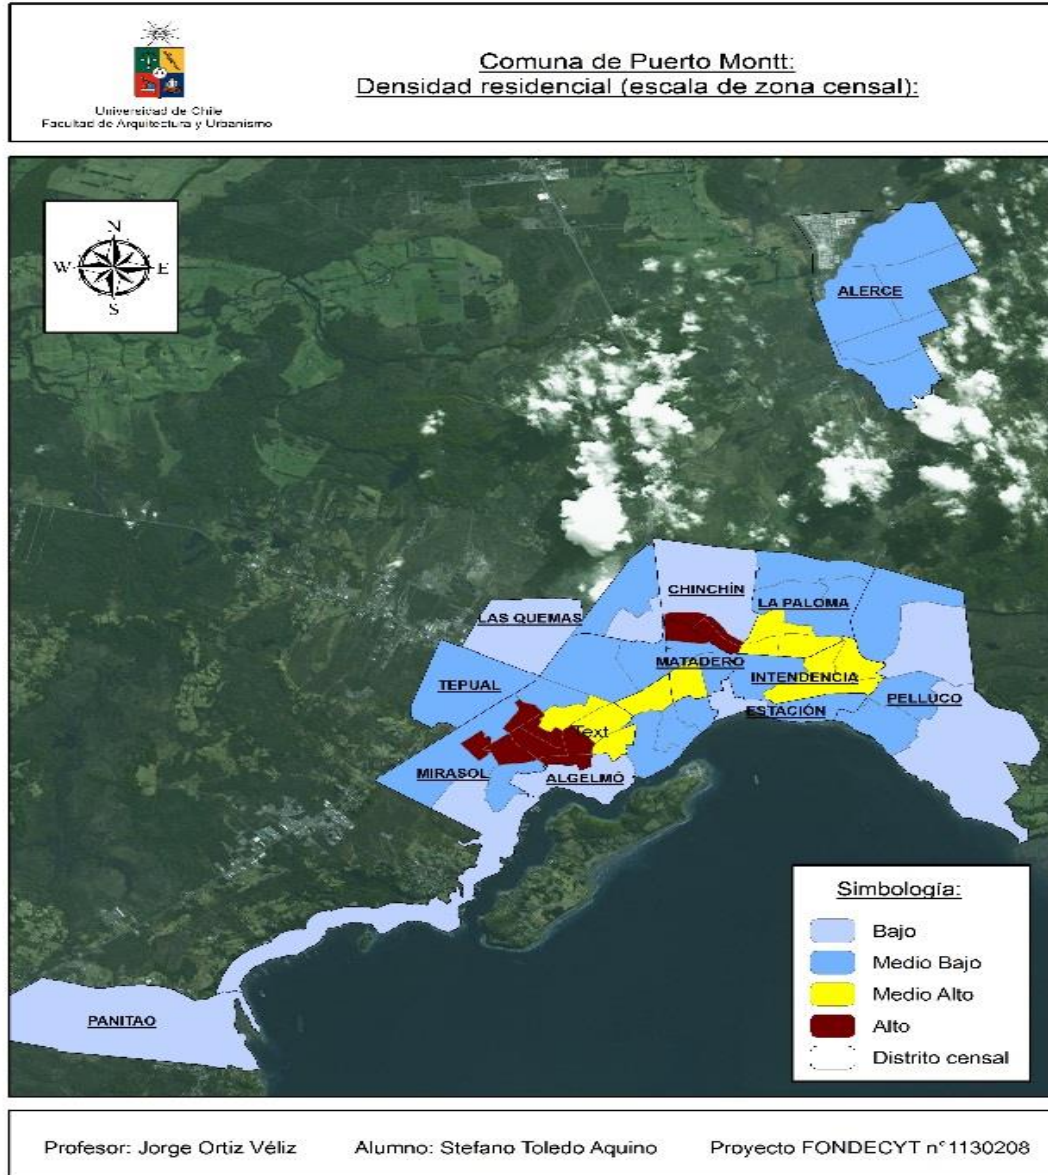 Comuna de Puerto Montt:
Densidad residencial (escala de zona censal):
Univereicad de Chile
Facultad de Arquitectura y Urbanismo
N
W
E
S
ALERCE
CHINCHÍN
LA PALOMA
LAS QUEMAS
MATADERO
TEPUAL
INTENDENCIA
PELLUCO
ESTACIÓN
Text
MIRASOL
ALGELMÓ
PANITAO
Simbología:
Bajo
Medio Bajo
Medio Alto
Alto
Distrito censal
Profesor: Jorge Ortiz Véliz Alumno: Stefano Toledo Aquino Proyecto FONDECYT n°1130208